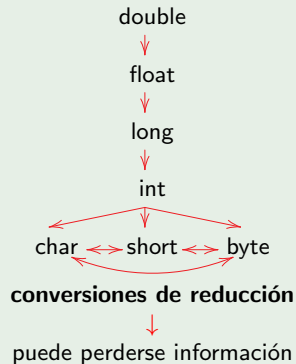 double
float
long
int
char short byte
conversiones de reducción
puede perderse información